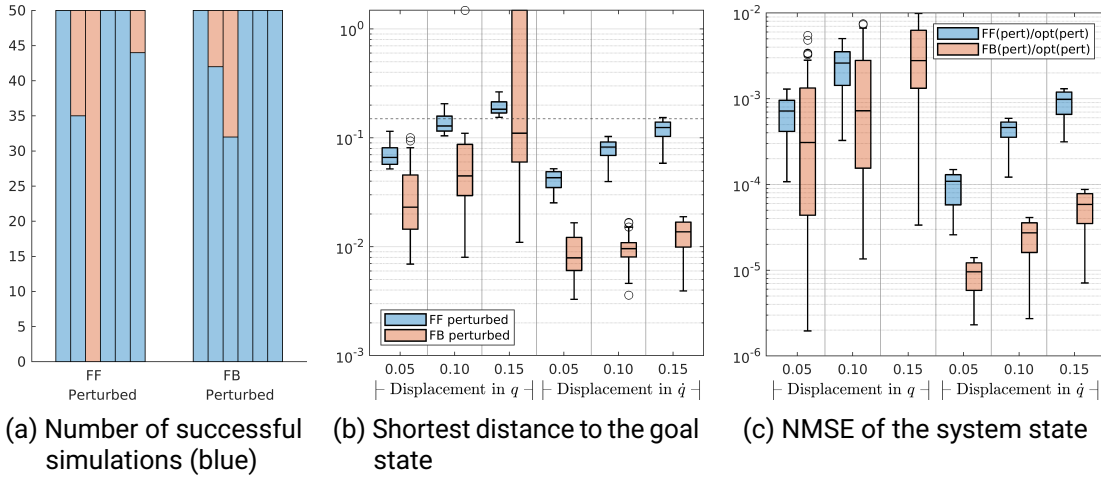 50
45
40
35
30
25
20
15
10
5
0
FF
Perturbed
FB
Perturbed
10^0
10^-1
10^-2
10^-3
FF perturbed
FB perturbed
0.05 0.10 0.15 0.05 0.10 0.15
Displacement in q
Displacement in q̇
10^-2
10^-3
10^-4
10^-5
10^-6
FF(pert)/opt(pert)
FB(pert)/opt(pert)
0.05 0.10 0.15 0.05 0.10 0.15
Displacement in q
Displacement in q̇
(a) Number of successful
simulations (blue)
(b) Shortest distance to the goal
state
(c) NMSE of the system state